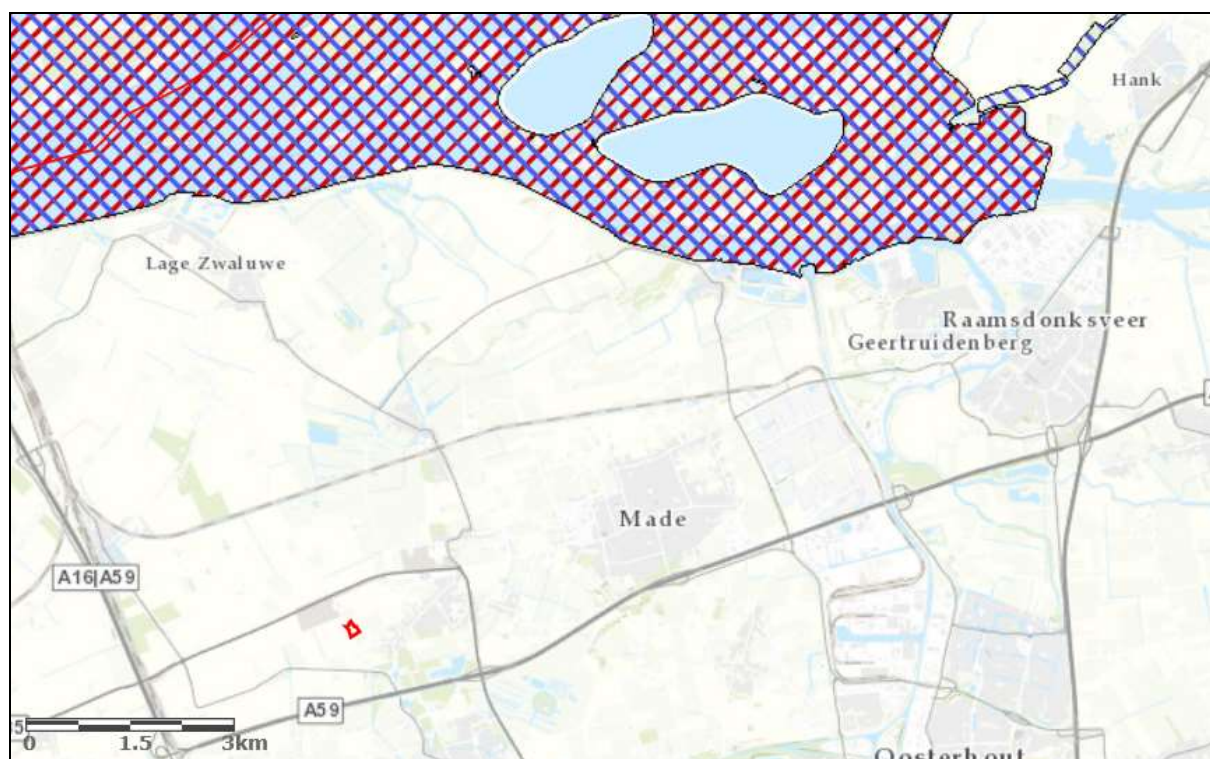 Hank
Lage Zwaluwe
Raamsdonksveer
Geertruidenberg
Made
A16|A59
A59
0 1.5 3km
Oosterhout